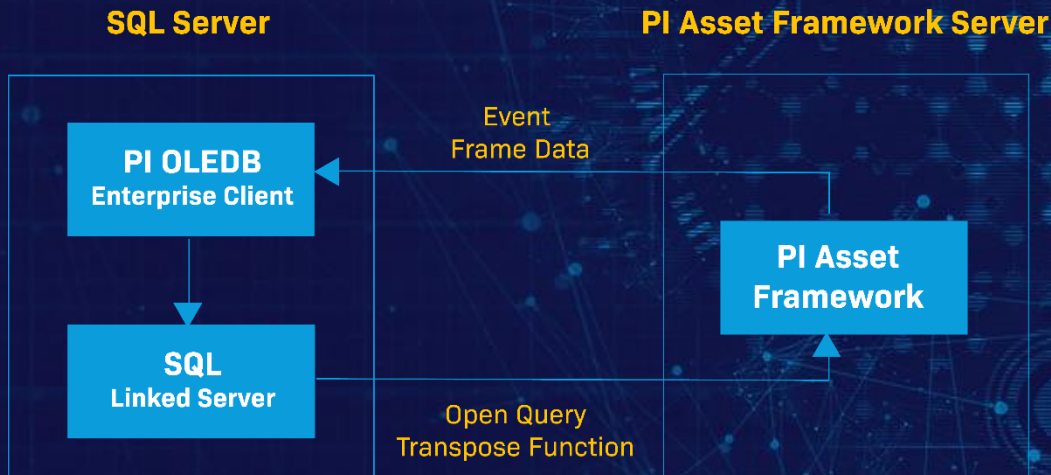 SQL Server
PI Asset Framework Server
Event
Frame Data
PI OLEDB
Enterprise Client
PI Asset
Framework
SQL
Linked Server
Open Query
Transpose Function